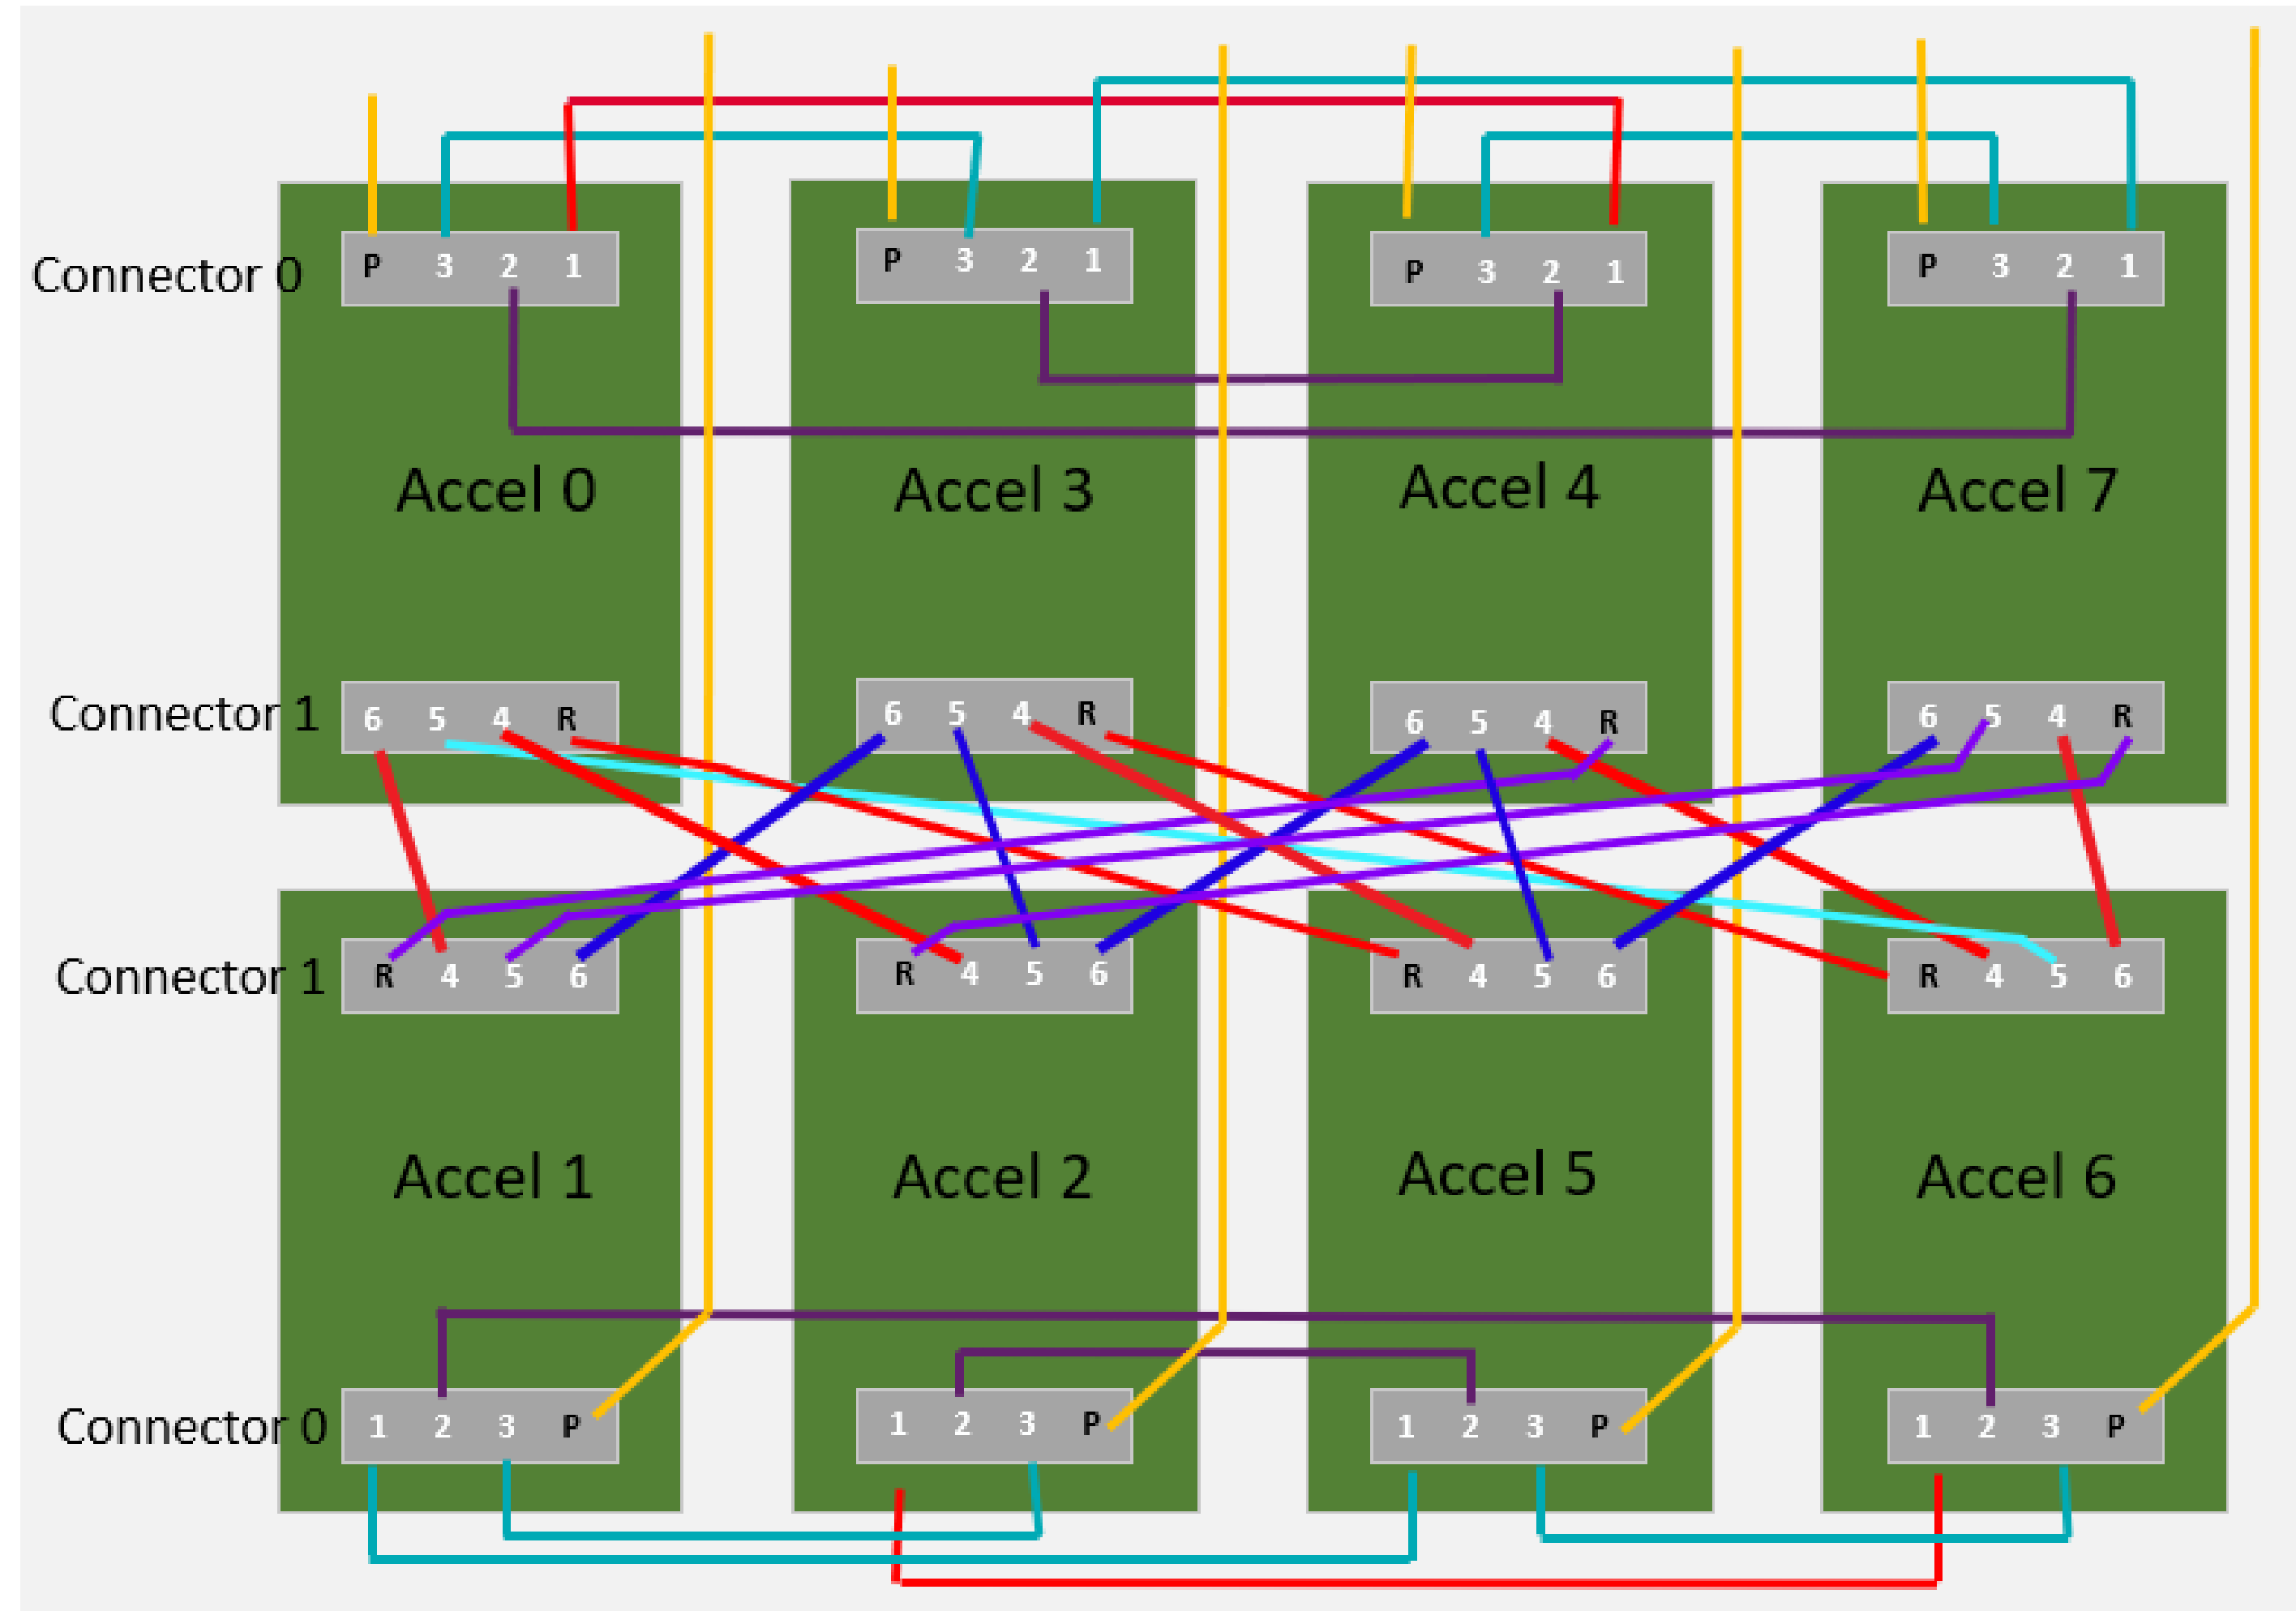 Connector 0
P 3 2 1
P 3 2 1
P 3 2 1
P 3 2 1
Accel 0
Accel 3
Accel 4
Accel 7
Connector 1
6 5 4 R
6 5 4 R
6 5 4 R
6 5 4 R
Connector 1
R 4 5 6
R 4 5 6
R 4 5 6
R 4 5 6
Accel 1
Accel 2
Accel 5
Accel 6
Connector 0
1 2 3 P
1 2 3 P
1 2 3 P
1 2 3 P